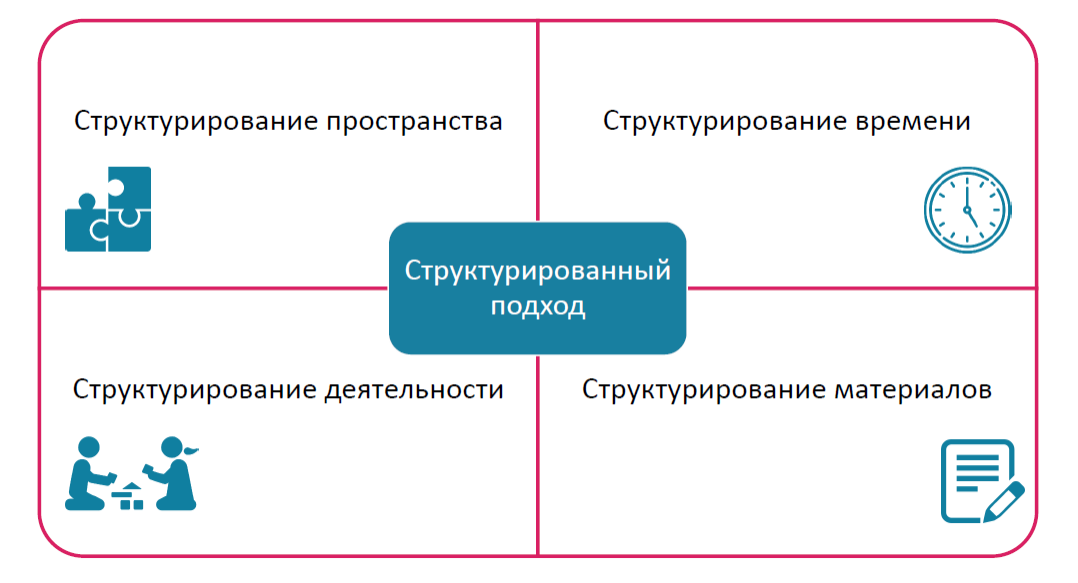 Структурирование пространства
Структурирование времени
Структурированный
подход
Структурирование деятельности
Структурирование материалов